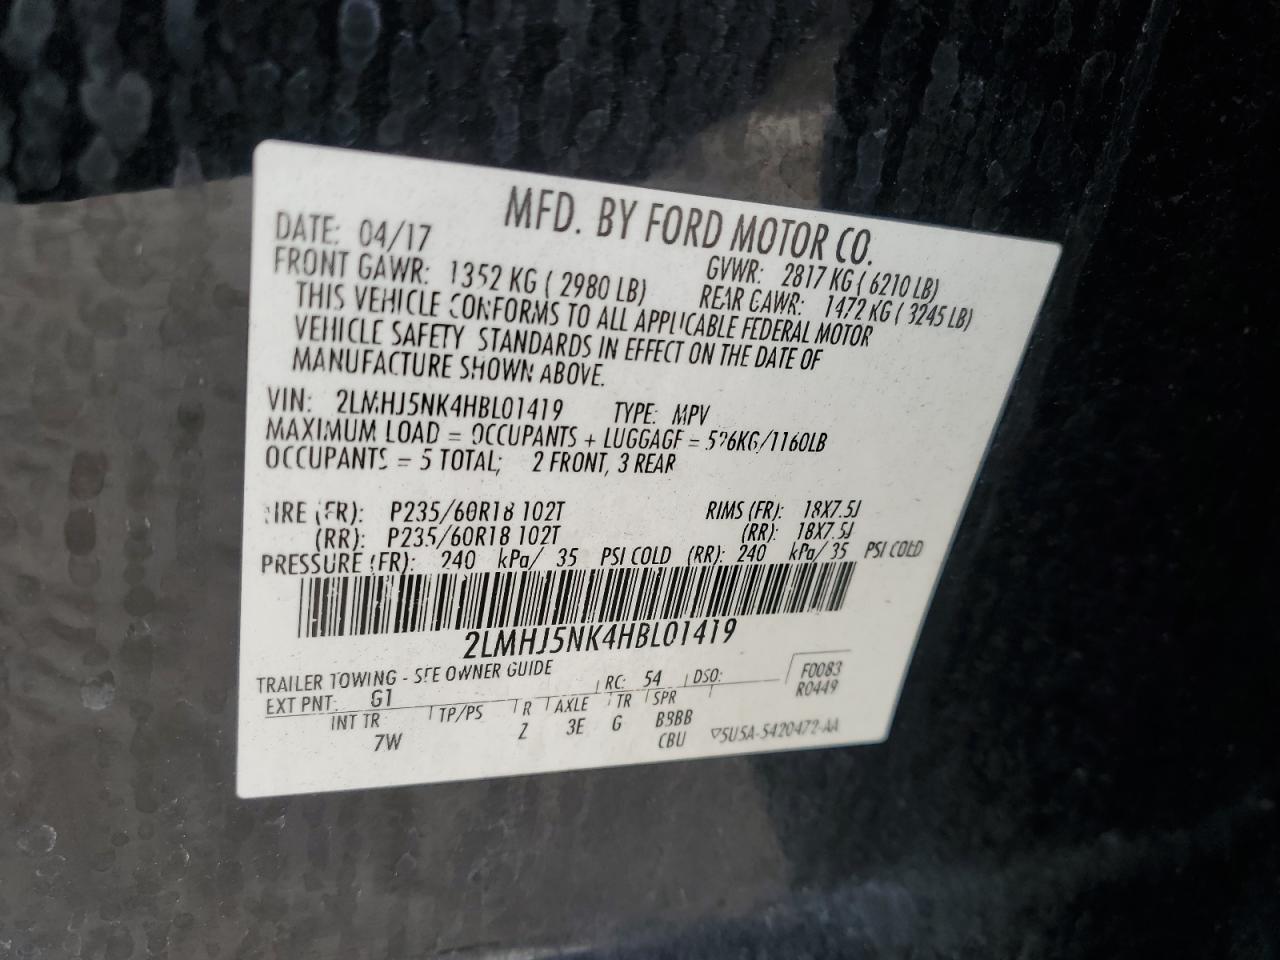 MFD. BY FORD MOTOR CO.
DATE: 04/17 GVWR: 2817 KG ( 6210 LB)
FRONT GAWR: 1352 KG ( 2980 LB) REAR GAWR: 1472 KG ( 3245 LB)
THIS VEHICLE CONFORMS TO ALL APPLICABLE FEDERAL MOTOR
VEHICLE SAFETY STANDARDS IN EFFECT ON THE DATE OF
MANUFACTURE SHOWN ABOVE.
VIN: 2LMHJ5NK4HBL01419 TYPE: MPV
MAXIMUM LOAD = OCCUPANTS + LUGGAGE = 526KG/1160LB
OCCUPANTS = 5 TOTAL; 2 FRONT, 3 REAR
TIRE (FR): P235/60R18 102T RIMS (FR): 18X7.5J
(RR): P235/60R18 102T (RR): 18X7.5J
PRESSURE (FR): 240 kPa/ 35 PSI COLD (RR): 240 kPa/ 35 PSI COLD
2LMHJ5NK4HBL01419
TRAILER TOWING - SEE OWNER GUIDE
EXT PNT: G1 RC: 54 DSO: F0083
R0449
INT TR TP/PS R AXLE TR SPR
7W Z 3E G BBBB
CBU ▽5U5A-5420472-AA